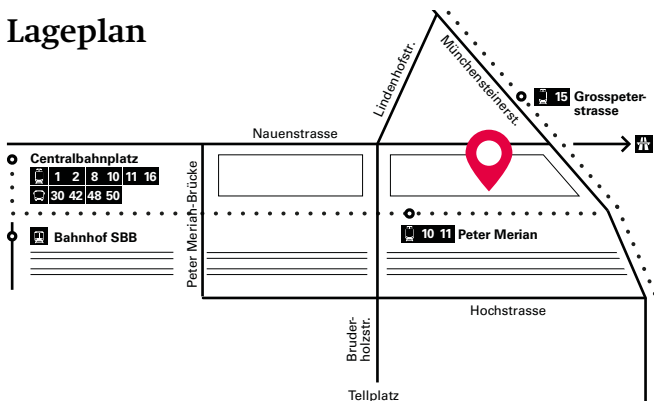 Lageplan
Lindenhofstr.
Münchensteinerst.
15 Grosspeter-
strasse
Nauenstrasse
Centralbahnplatz
1 2 8 10 11 16
30 42 48 50
Peter Merian-Brücke
10 11 Peter Merian
Bahnhof SBB
Hochstrasse
Bruder-
holzstr.
Tellplatz